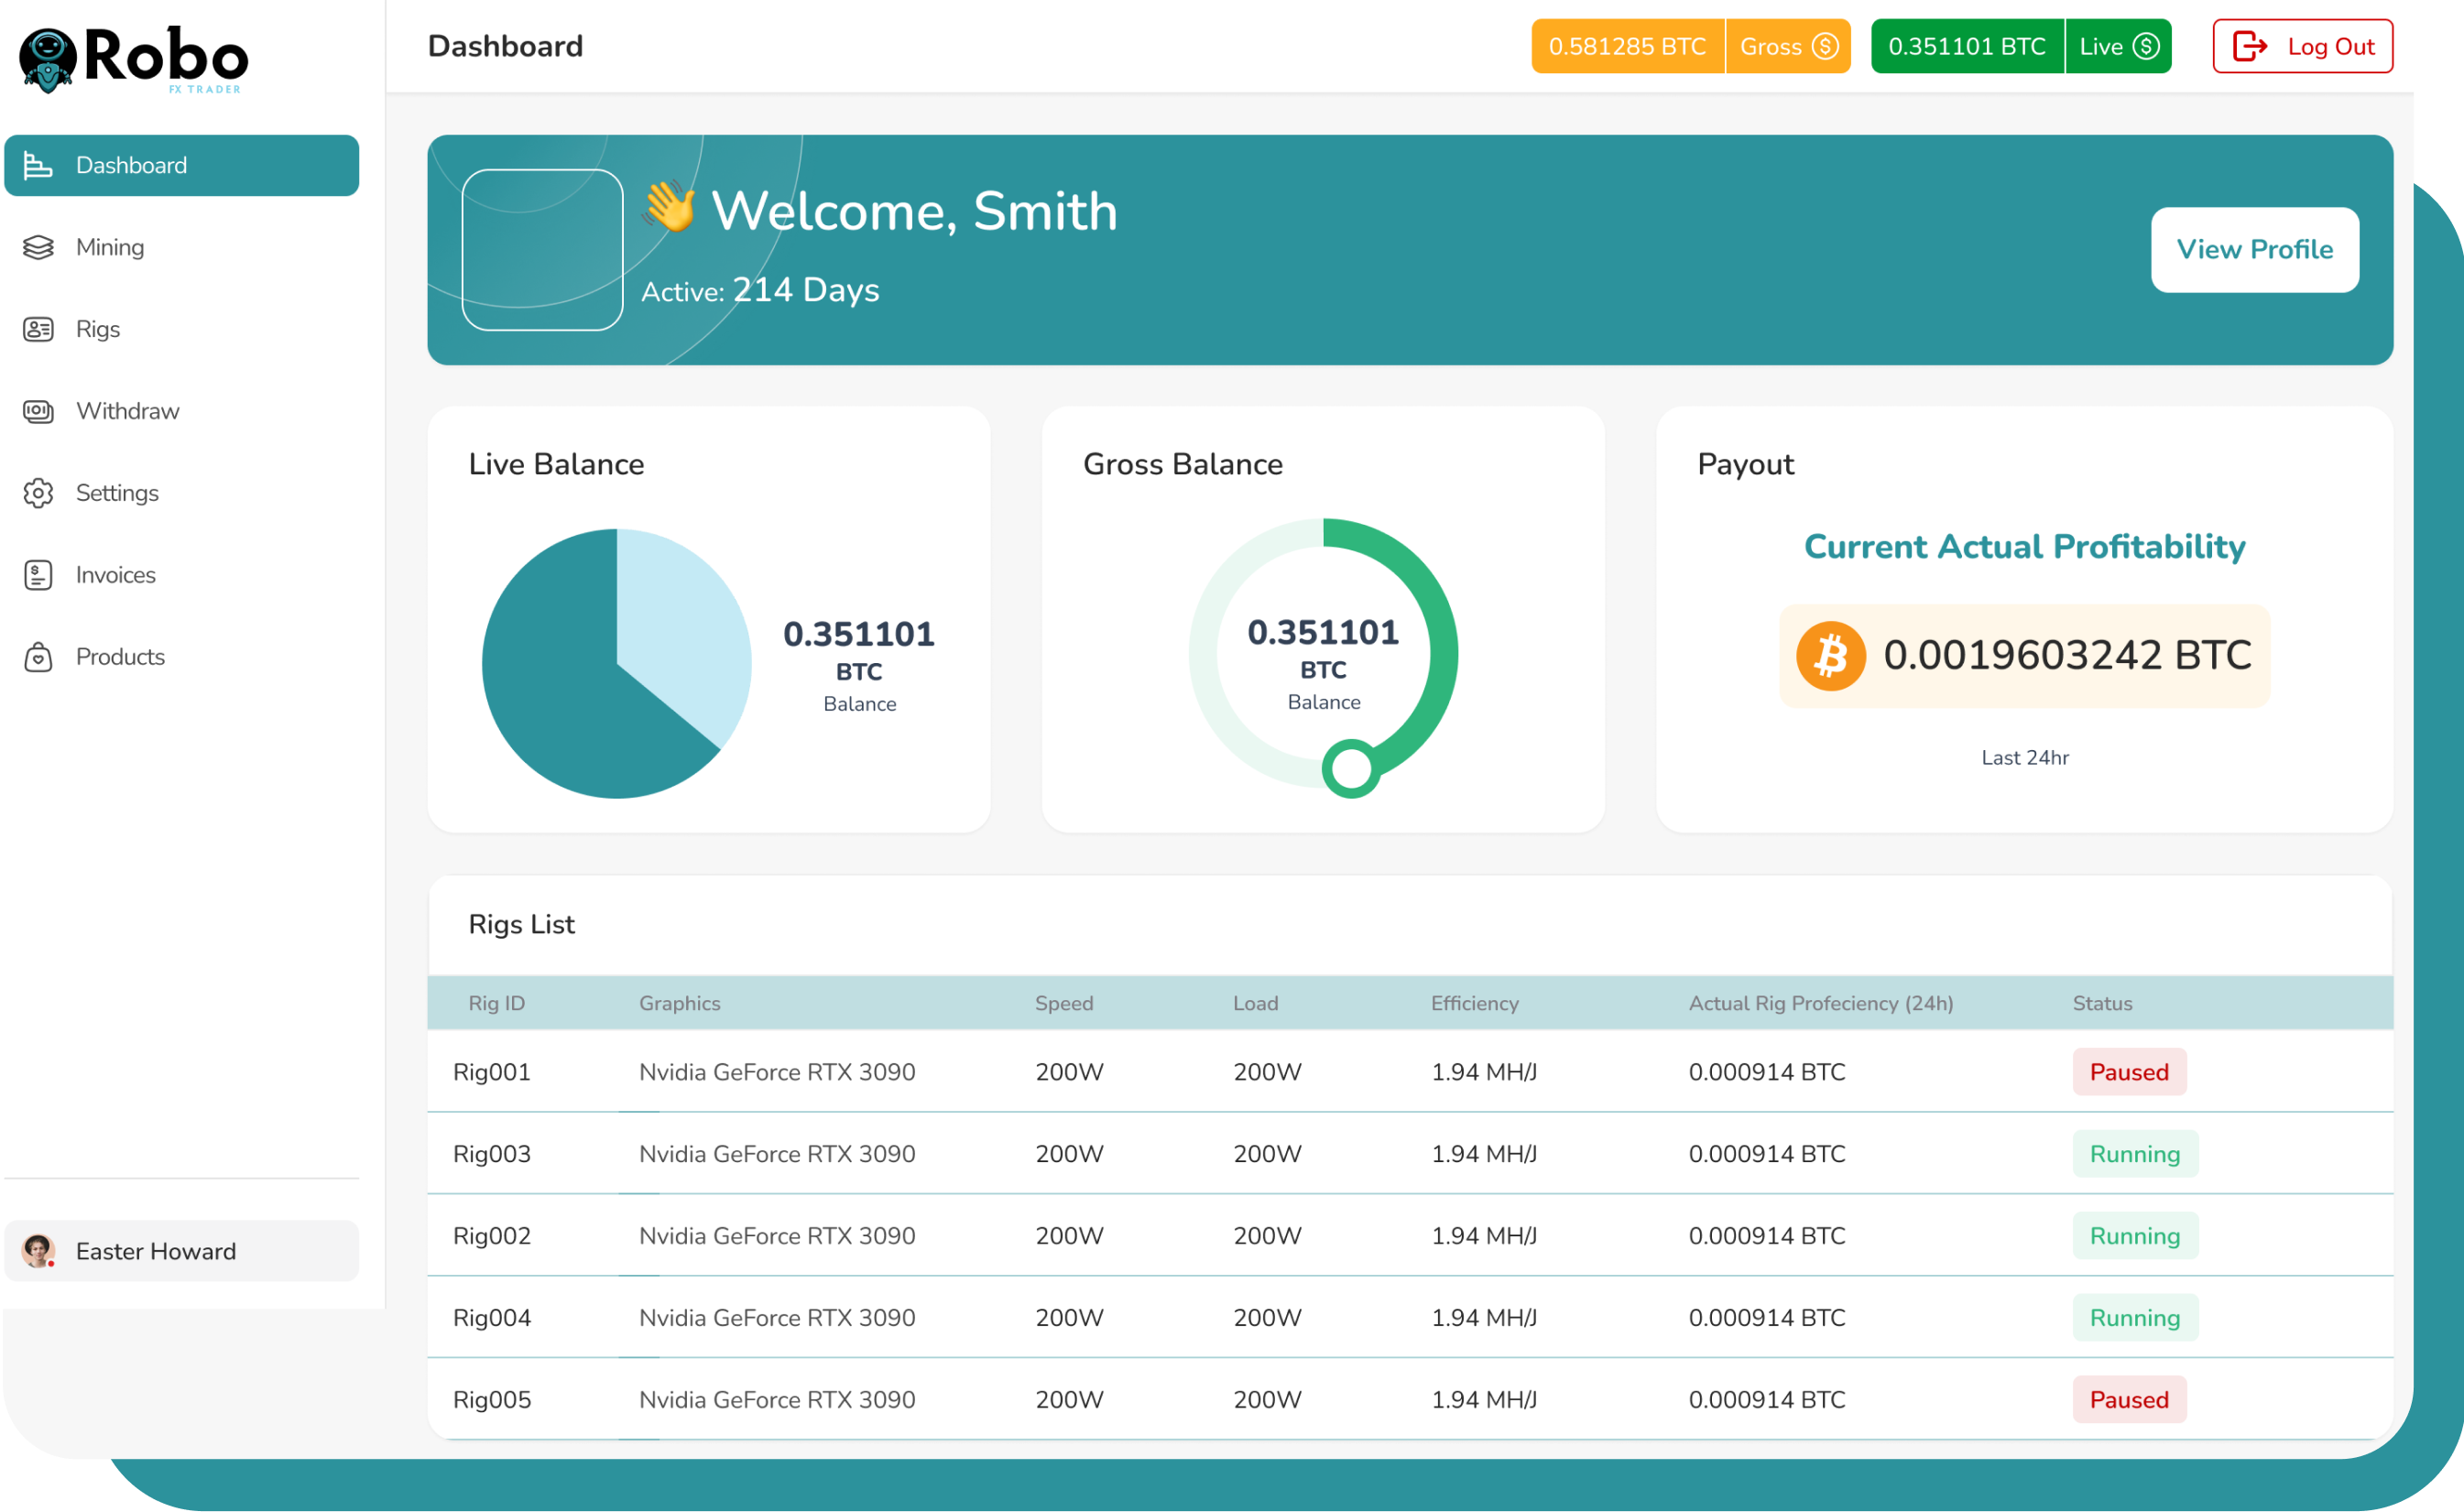 Robo
FX TRADER
Dashboard
0.581285 BTC Gross
0.351101 BTC Live
Log Out
Dashboard
Mining
Rigs
Withdraw
Settings
Invoices
Products
Easter Howard
👋 Welcome, Smith
Active: 214 Days
View Profile
Live Balance
0.351101
BTC
Balance
Gross Balance
0.351101
BTC
Balance
Payout
Current Actual Profitability
0.0019603242 BTC
Last 24hr
Rigs List
Rig ID Graphics Speed Load Efficiency Actual Rig Profeciency (24h) Status
Rig001 Nvidia GeForce RTX 3090 200W 200W 1.94 MH/J 0.000914 BTC Paused
Rig003 Nvidia GeForce RTX 3090 200W 200W 1.94 MH/J 0.000914 BTC Running
Rig002 Nvidia GeForce RTX 3090 200W 200W 1.94 MH/J 0.000914 BTC Running
Rig004 Nvidia GeForce RTX 3090 200W 200W 1.94 MH/J 0.000914 BTC Running
Rig005 Nvidia GeForce RTX 3090 200W 200W 1.94 MH/J 0.000914 BTC Paused